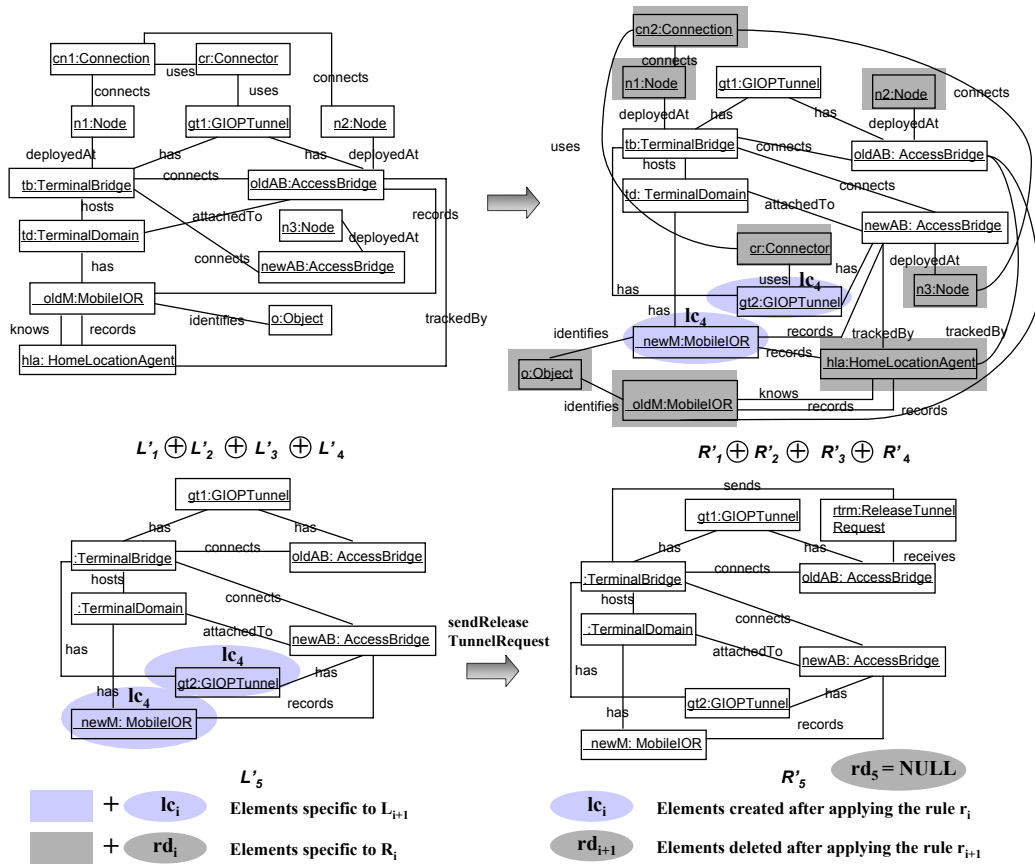 cn1:Connection
cr:Connector
uses
connects
uses
connects
n1:Node
gt1:GIOPTunnel
n2:Node
deployedAt
has
has
deployedAt
tb:TerminalBridge
connects
oldAB:AccessBridge
hosts
attachedTo
records
n3:Node
td:TerminalDomain
deployedAt
connects
newAB:AccessBridge
has
oldM:MobileIOR
identifies
o:Object
trackedBy
knows
records
hla: HomeLocationAgent
L'1 ⊕ L'2 ⊕ L'3 ⊕ L'4
cn2:Connection
connects
n1:Node
gt1:GIOPTunnel
n2:Node
connects
deployedAt
has
has
deployedAt
uses
tb:TerminalBridge
connects
oldAB: AccessBridge
hosts
connects
td: TerminalDomain
attachedTo
newAB: AccessBridge
cr:Connector
uses
lc4
has
deployedAt
has
gt2:GIOPTunnel
n3:Node
has
lc4
identifies
newM:MobileIOR
records
trackedBy
trackedBy
records
o:Object
hla:HomeLocationAgent
identifies
oldM:MobileIOR
knows
records
records
R'1 ⊕ R'2 ⊕ R'3 ⊕ R'4
gt1:GIOPTunnel
has
has
:TerminalBridge
connects
oldAB: AccessBridge
hosts
connects
:TerminalDomain
attachedTo
newAB: AccessBridge
has
lc4
has
gt2:GIOPTunnel
has
lc4
records
newM: MobileIOR
L'5
sendRelease
TunnelRequest
sends
gt1:GIOPTunnel
rtrm:ReleaseTunnel
Request
has
has
receives
:TerminalBridge
connects
oldAB: AccessBridge
hosts
:TerminalDomain
connects
attachedTo
newAB: AccessBridge
has
has
gt2:GIOPTunnel
has
records
newM: MobileIOR
R'5
rd5 = NULL
+ lci Elements specific to Li+1
+ rdi Elements specific to Ri
lci Elements created after applying the rule ri
rdi+1 Elements deleted after applying the rule ri+1